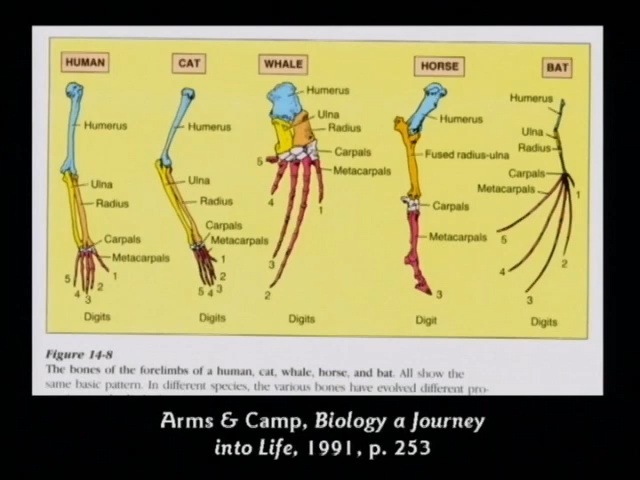 HUMAN
CAT
WHALE
HORSE
BAT
Humerus
Ulna
Radius
Carpals
Metacarpals
5
4
3
2
1
Digits
Humerus
Ulna
Radius
Carpals
Metacarpals
1
2
3
5 4
Digits
Humerus
Ulna
Radius
Carpals
Metacarpals
5
4
1
3
2
Digits
Humerus
Fused radius-ulna
Carpals
Metacarpals
3
Digit
Humerus
Ulna
Radius
Carpals
Metacarpals
1
5
2
4
3
Digits
Figure 14-8
The bones of the forelimbs of a human, cat, whale, horse, and bat. All show the
same basic pattern. In different species, the various bones have evolved different pro-
Arms & Camp, Biology a Journey
into Life, 1991, p. 253